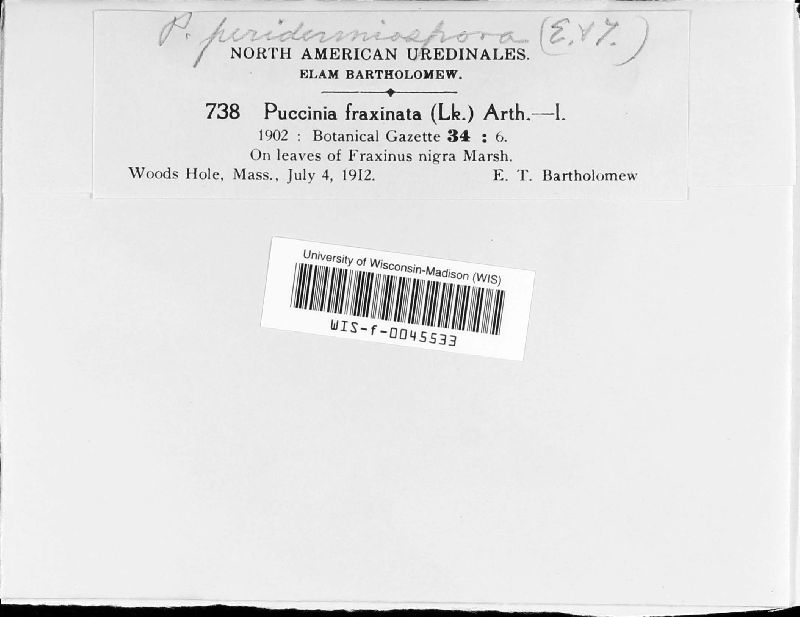 P. peridermiospora (E. & T.)
NORTH AMERICAN UREDINALES.
ELAM BARTHOLOMEW.
738 Puccinia fraxinata (Lk.) Arth.—I.
1902 : Botanical Gazette 34 : 6.
On leaves of Fraxinus nigra Marsh.
Woods Hole, Mass., July 4, 1912. E. T. Bartholomew
University of Wisconsin-Madison (WIS)
WIS-f-0045533